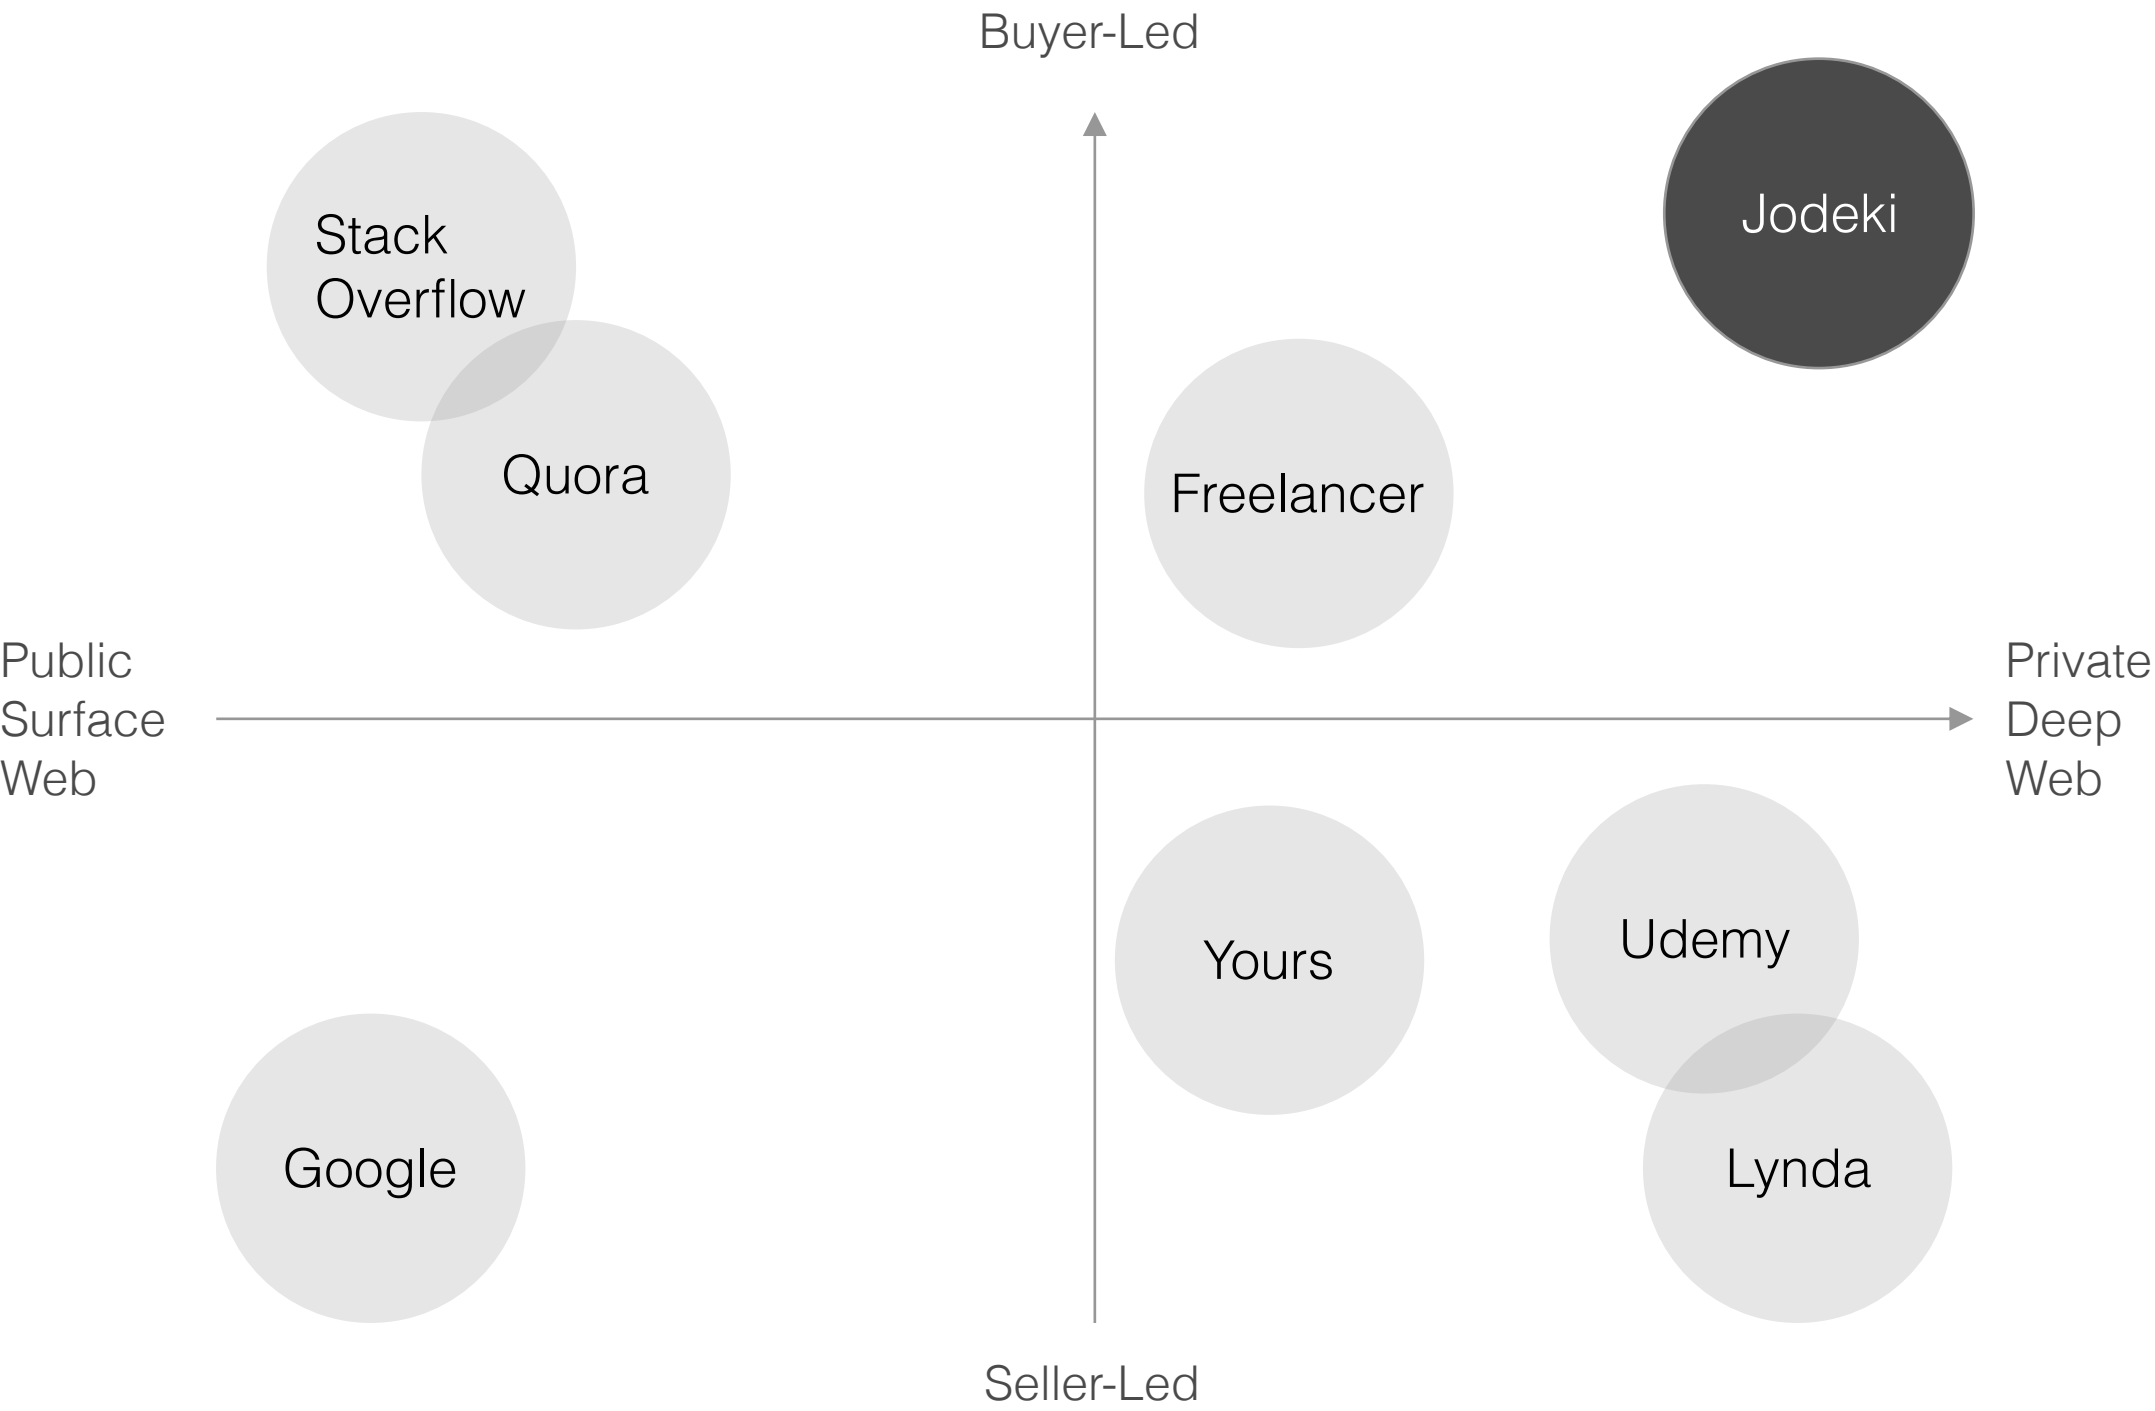 Buyer-Led
Jodeki
Stack
Overflow
Quora
Freelancer
Public
Surface
Web
Private
Deep
Web
Yours
Udemy
Google
Lynda
Seller-Led